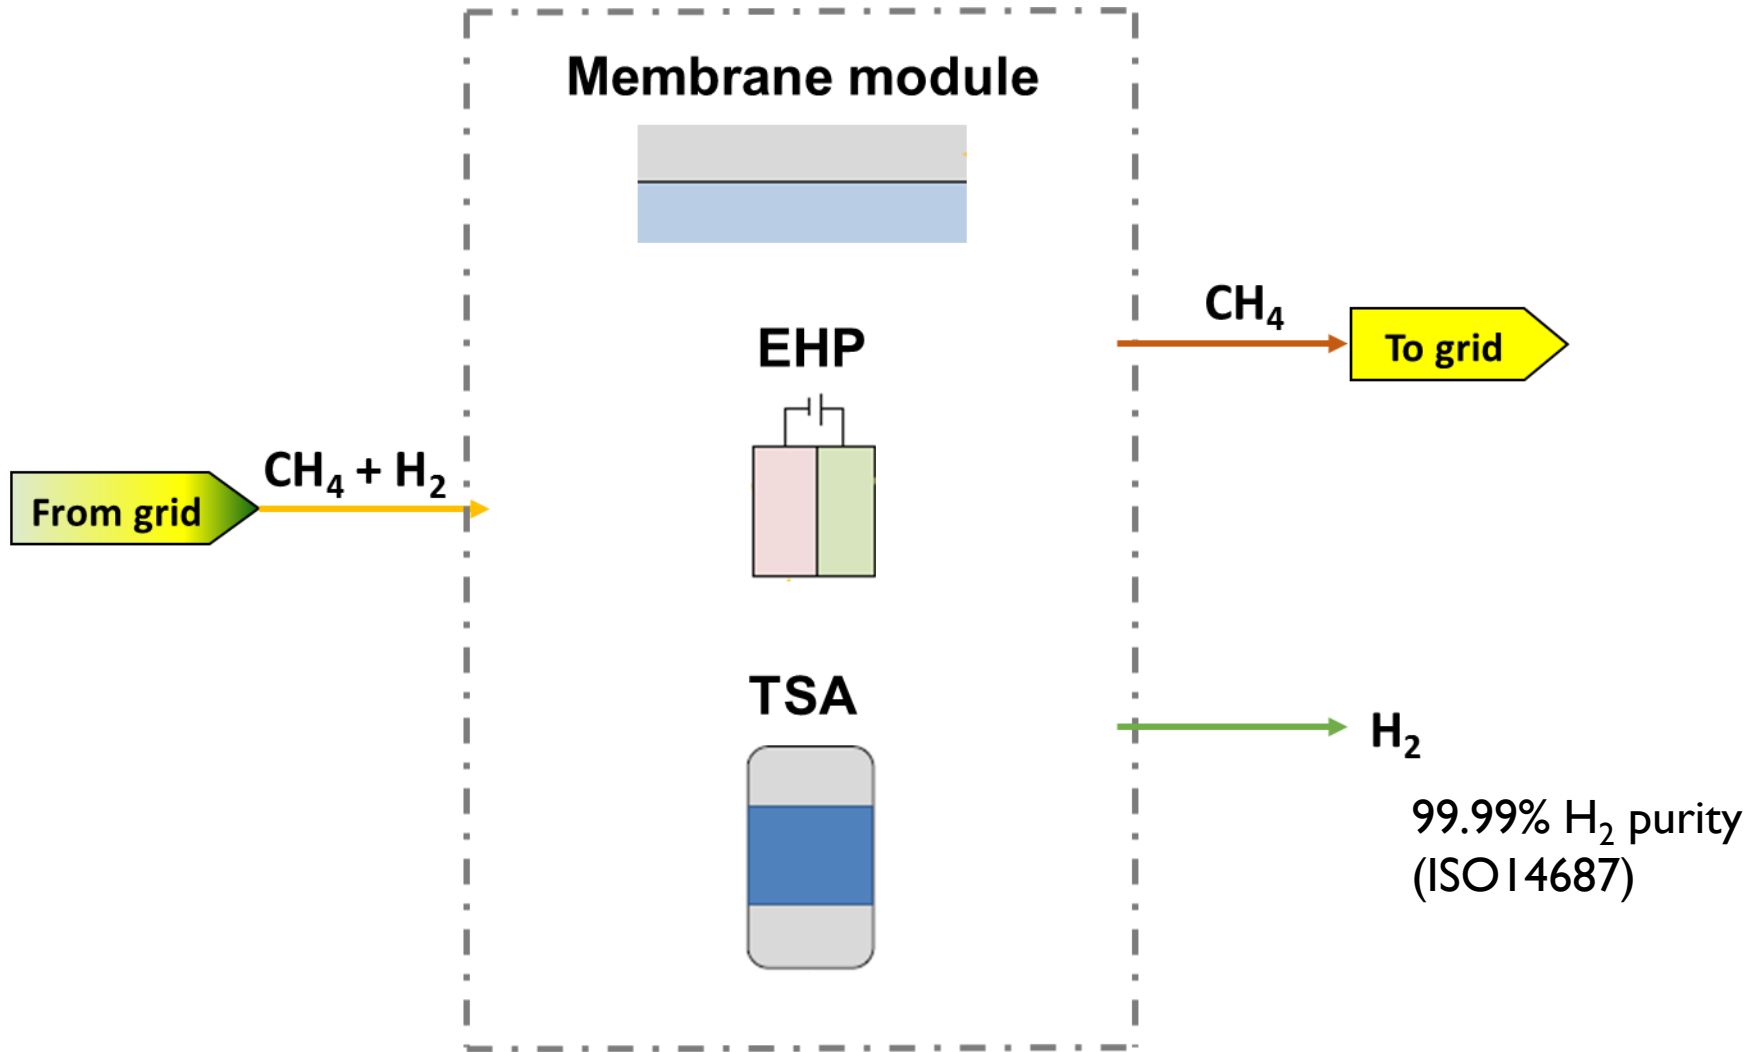 Membrane module
EHP
TSA
From grid
CH₄ + H₂
CH₄
To grid
H₂
99.99% H₂ purity
(ISO14687)